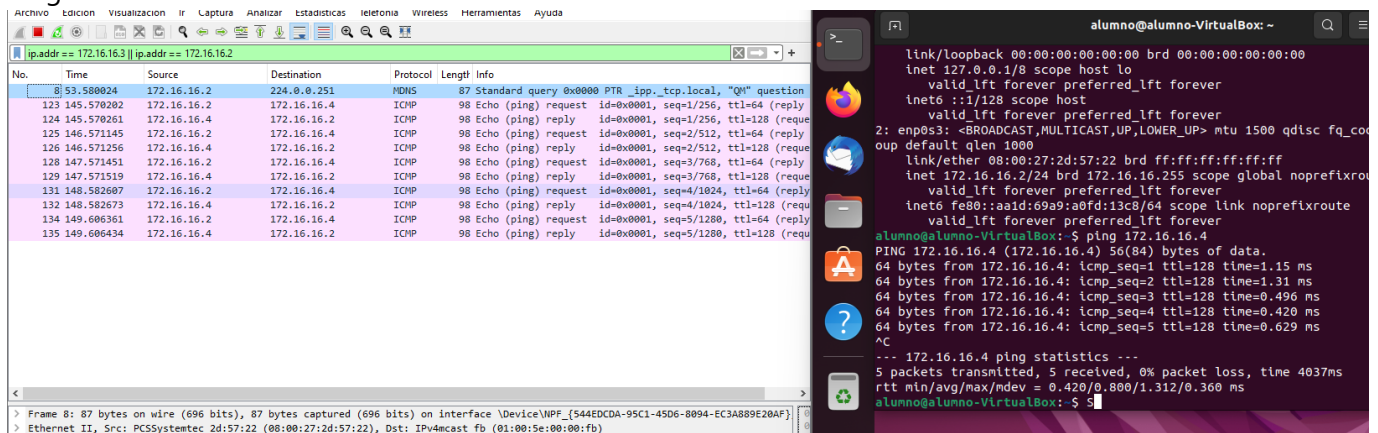 Archivo Edición Visualización Ir Captura Analizar Estadísticas Telefonía Wireless Herramientas Ayuda
ip.addr == 172.16.16.3 || ip.addr == 172.16.16.2
No. Time Source Destination Protocol Length Info
8 53.580024 172.16.16.2 224.0.0.251 MDNS 87 Standard query 0x0000 PTR _ipp._tcp.local, "QM" question
123 145.570202 172.16.16.2 172.16.16.4 ICMP 98 Echo (ping) request id=0x0001, seq=1/256, ttl=64 (reply
124 145.570261 172.16.16.4 172.16.16.2 ICMP 98 Echo (ping) reply id=0x0001, seq=1/256, ttl=128 (reque
125 146.571145 172.16.16.2 172.16.16.4 ICMP 98 Echo (ping) request id=0x0001, seq=2/512, ttl=64 (reply
126 146.571256 172.16.16.4 172.16.16.2 ICMP 98 Echo (ping) reply id=0x0001, seq=2/512, ttl=128 (reque
128 147.571451 172.16.16.2 172.16.16.4 ICMP 98 Echo (ping) request id=0x0001, seq=3/768, ttl=64 (reply
129 147.571519 172.16.16.4 172.16.16.2 ICMP 98 Echo (ping) reply id=0x0001, seq=3/768, ttl=128 (reque
131 148.582607 172.16.16.2 172.16.16.4 ICMP 98 Echo (ping) request id=0x0001, seq=4/1024, ttl=64 (reply
132 148.582673 172.16.16.4 172.16.16.2 ICMP 98 Echo (ping) reply id=0x0001, seq=4/1024, ttl=128 (requ
134 149.606361 172.16.16.2 172.16.16.4 ICMP 98 Echo (ping) request id=0x0001, seq=5/1280, ttl=64 (reply
135 149.606434 172.16.16.4 172.16.16.2 ICMP 98 Echo (ping) reply id=0x0001, seq=5/1280, ttl=128 (requ
> Frame 8: 87 bytes on wire (696 bits), 87 bytes captured (696 bits) on interface \Device\NPF_{544EDCDA-95C1-45D6-8094-EC3A889E20AF}
> Ethernet II, Src: PCSSystemtec 2d:57:22 (08:00:27:2d:57:22), Dst: IPv4mcast fb (01:00:5e:00:00:fb)
alumno@alumno-VirtualBox: ~
link/loopback 00:00:00:00:00:00 brd 00:00:00:00:00:00
inet 127.0.0.1/8 scope host lo
valid_lft forever preferred_lft forever
inet6 ::1/128 scope host
valid_lft forever preferred_lft forever
2: enp0s3: <BROADCAST,MULTICAST,UP,LOWER_UP> mtu 1500 qdisc fq_cod
oup default qlen 1000
link/ether 08:00:27:2d:57:22 brd ff:ff:ff:ff:ff:ff
inet 172.16.16.2/24 brd 172.16.16.255 scope global noprefixrou
valid_lft forever preferred_lft forever
inet6 fe80::aa1d:69a9:a0fd:13c8/64 scope link noprefixroute
valid_lft forever preferred_lft forever
alumno@alumno-VirtualBox:~$ ping 172.16.16.4
PING 172.16.16.4 (172.16.16.4) 56(84) bytes of data.
64 bytes from 172.16.16.4: icmp_seq=1 ttl=128 time=1.15 ms
64 bytes from 172.16.16.4: icmp_seq=2 ttl=128 time=1.31 ms
64 bytes from 172.16.16.4: icmp_seq=3 ttl=128 time=0.496 ms
64 bytes from 172.16.16.4: icmp_seq=4 ttl=128 time=0.420 ms
64 bytes from 172.16.16.4: icmp_seq=5 ttl=128 time=0.629 ms
^C
--- 172.16.16.4 ping statistics ---
5 packets transmitted, 5 received, 0% packet loss, time 4037ms
rtt min/avg/max/mdev = 0.420/0.800/1.312/0.360 ms
alumno@alumno-VirtualBox:~$ S